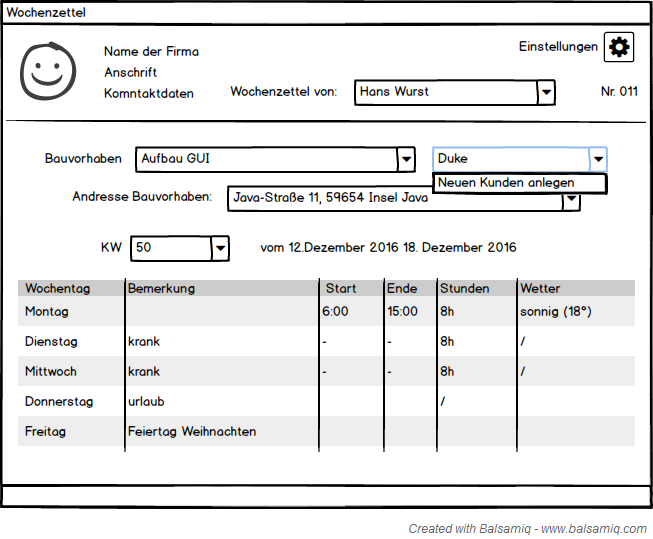 Wochenzettel
Name der Firma
Einstellungen
Anschrift
Komntaktdaten
Wochenzettel von: Hans Wurst Nr. 011
Bauvorhaben Aufbau GUI Duke
Neuen Kunden anlegen
Andresse Bauvorhaben: Java-Straße 11, 59654 Insel Java
KW 50 vom 12.Dezember 2016 18. Dezember 2016
Wochentag Bemerkung Start Ende Stunden Wetter
Montag 6:00 15:00 8h sonnig (18°)
Dienstag krank - - 8h /
Mittwoch krank - - 8h /
Donnerstag urlaub /
Freitag Feiertag Weihnachten
Created with Balsamiq - www.balsamiq.com